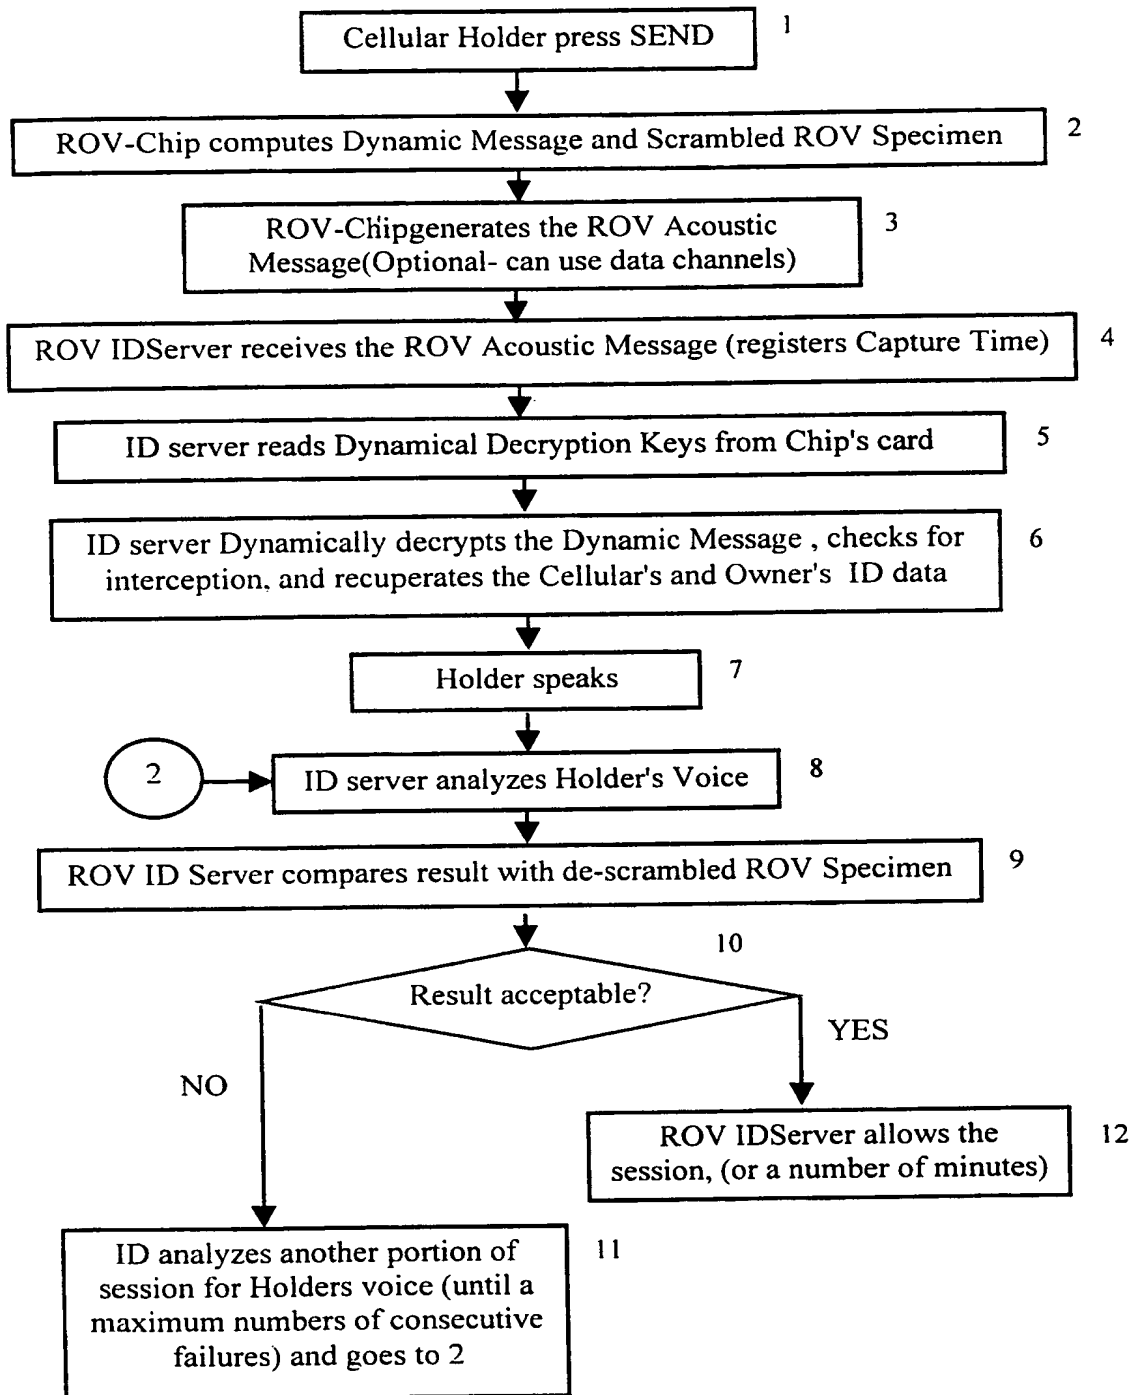 Cellular Holder press SEND
1
ROV-Chip computes Dynamic Message and Scrambled ROV Specimen
2
ROV-Chipgenerates the ROV Acoustic
Message(Optional- can use data channels)
3
ROV IDServer receives the ROV Acoustic Message (registers Capture Time)
4
ID server reads Dynamical Decryption Keys from Chip's card
5
ID server Dynamically decrypts the Dynamic Message , checks for
interception, and recuperates the Cellular's and Owner's ID data
6
Holder speaks
7
2
ID server analyzes Holder's Voice
8
ROV ID Server compares result with de-scrambled ROV Specimen
9
10
Result acceptable?
YES
NO
ROV IDServer allows the
session, (or a number of minutes)
12
ID analyzes another portion of
session for Holders voice (until a
maximum numbers of consecutive
failures) and goes to 2
11